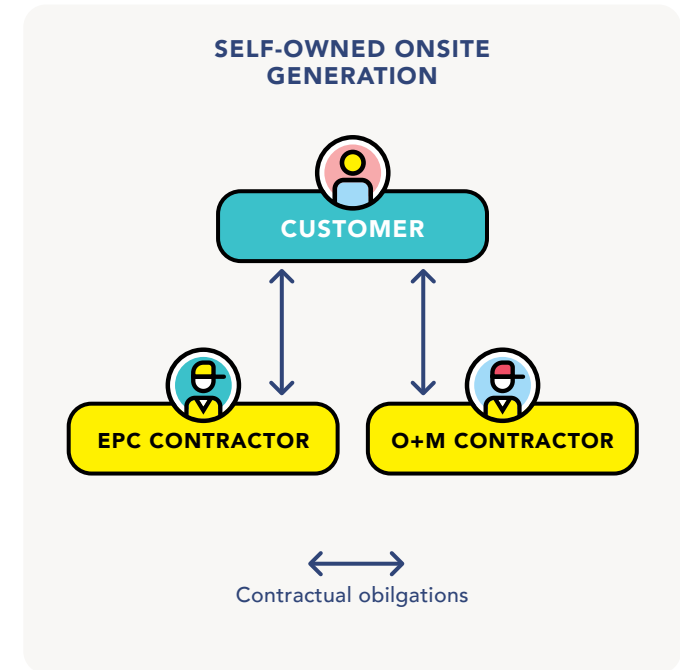 SELF-OWNED ONSITE
GENERATION
CUSTOMER
EPC CONTRACTOR
O+M CONTRACTOR
Contractual obilgations